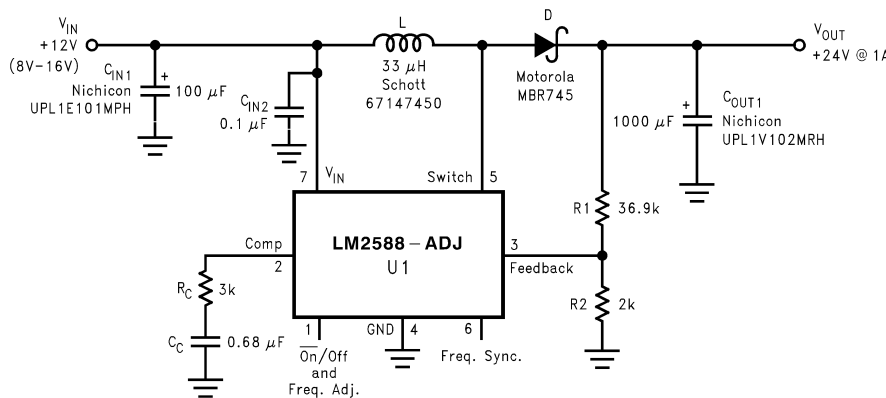 V_IN
+12V
(8V–16V)
C_IN1
Nichicon
UPL1E101MPH
+
100 μF
C_IN2
0.1 μF
L
33 μH
Schott
67147450
D
Motorola
MBR745
V_OUT
+24V @ 1A
1000 μF
+
C_OUT1
Nichicon
UPL1V102MRH
7
V_IN
Switch
5
R1
36.9k
LM2588–ADJ
U1
Comp
2
3
Feedback
R_C
3k
R2
2k
C_C
0.68 μF
1
GND
4
6
On/Off
and
Freq. Adj.
Freq. Sync.